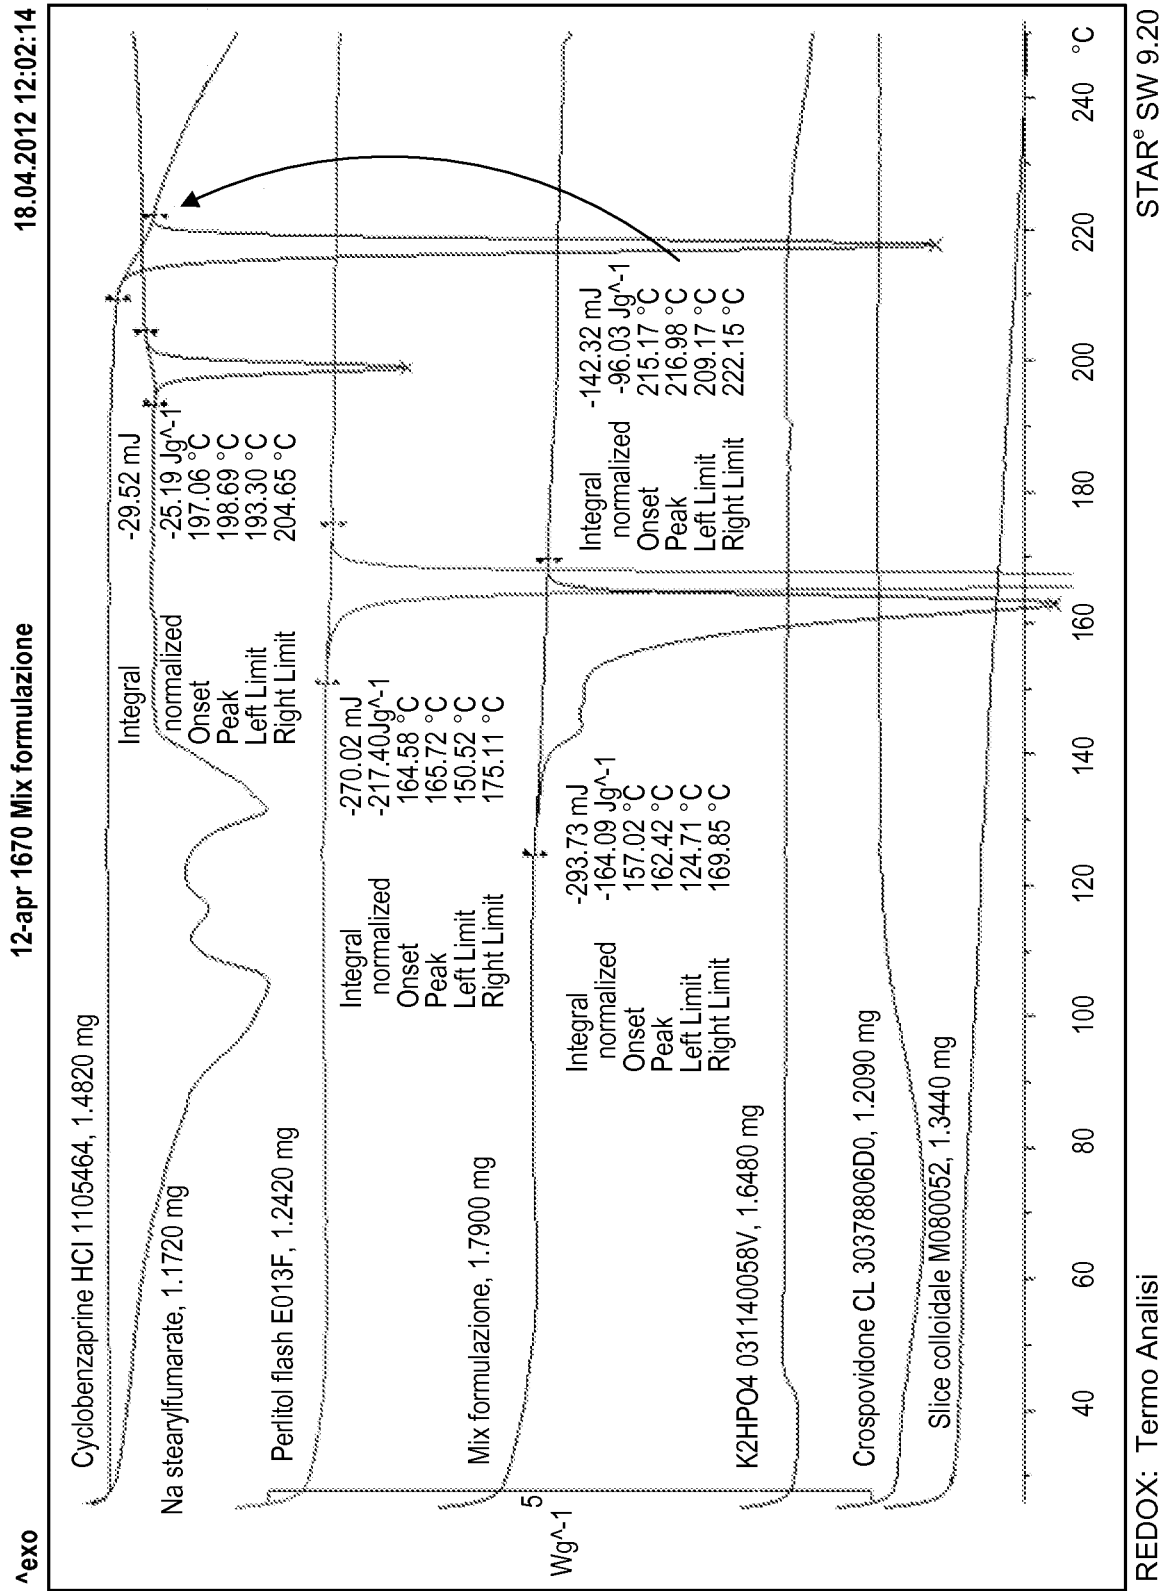 ^exo
12-apr 1670 Mix formulazione
18.04.2012 12:02:14
Cyclobenzaprine HCl 1105464, 1.4820 mg
Na stearylfumarate, 1.1720 mg
Integral -29.52 mJ
normalized -25.19 Jg^-1
Onset 197.06 °C
Peak 198.69 °C
Left Limit 193.30 °C
Right Limit 204.65 °C
Perlitol flash E013F, 1.2420 mg
Integral -270.02 mJ
normalized -217.40Jg^-1
Onset 164.58 °C
Peak 165.72 °C
Left Limit 150.52 °C
Right Limit 175.11 °C
Mix formulazione, 1.7900 mg
Integral -293.73 mJ
normalized -164.09 Jg^-1
Onset 157.02 °C
Peak 162.42 °C
Left Limit 124.71 °C
Right Limit 169.85 °C
Integral -142.32 mJ
normalized -96.03 Jg^-1
Onset 215.17 °C
Peak 216.98 °C
Left Limit 209.17 °C
Right Limit 222.15 °C
5
Wg^-1
K2HPO4 031140058V, 1.6480 mg
Crospovidone CL 30378806D0, 1.2090 mg
Slice colloidale M080052, 1.3440 mg
40 60 80 100 120 140 160 180 200 220 240 °C
REDOX: Termo Analisi
STARe SW 9.20